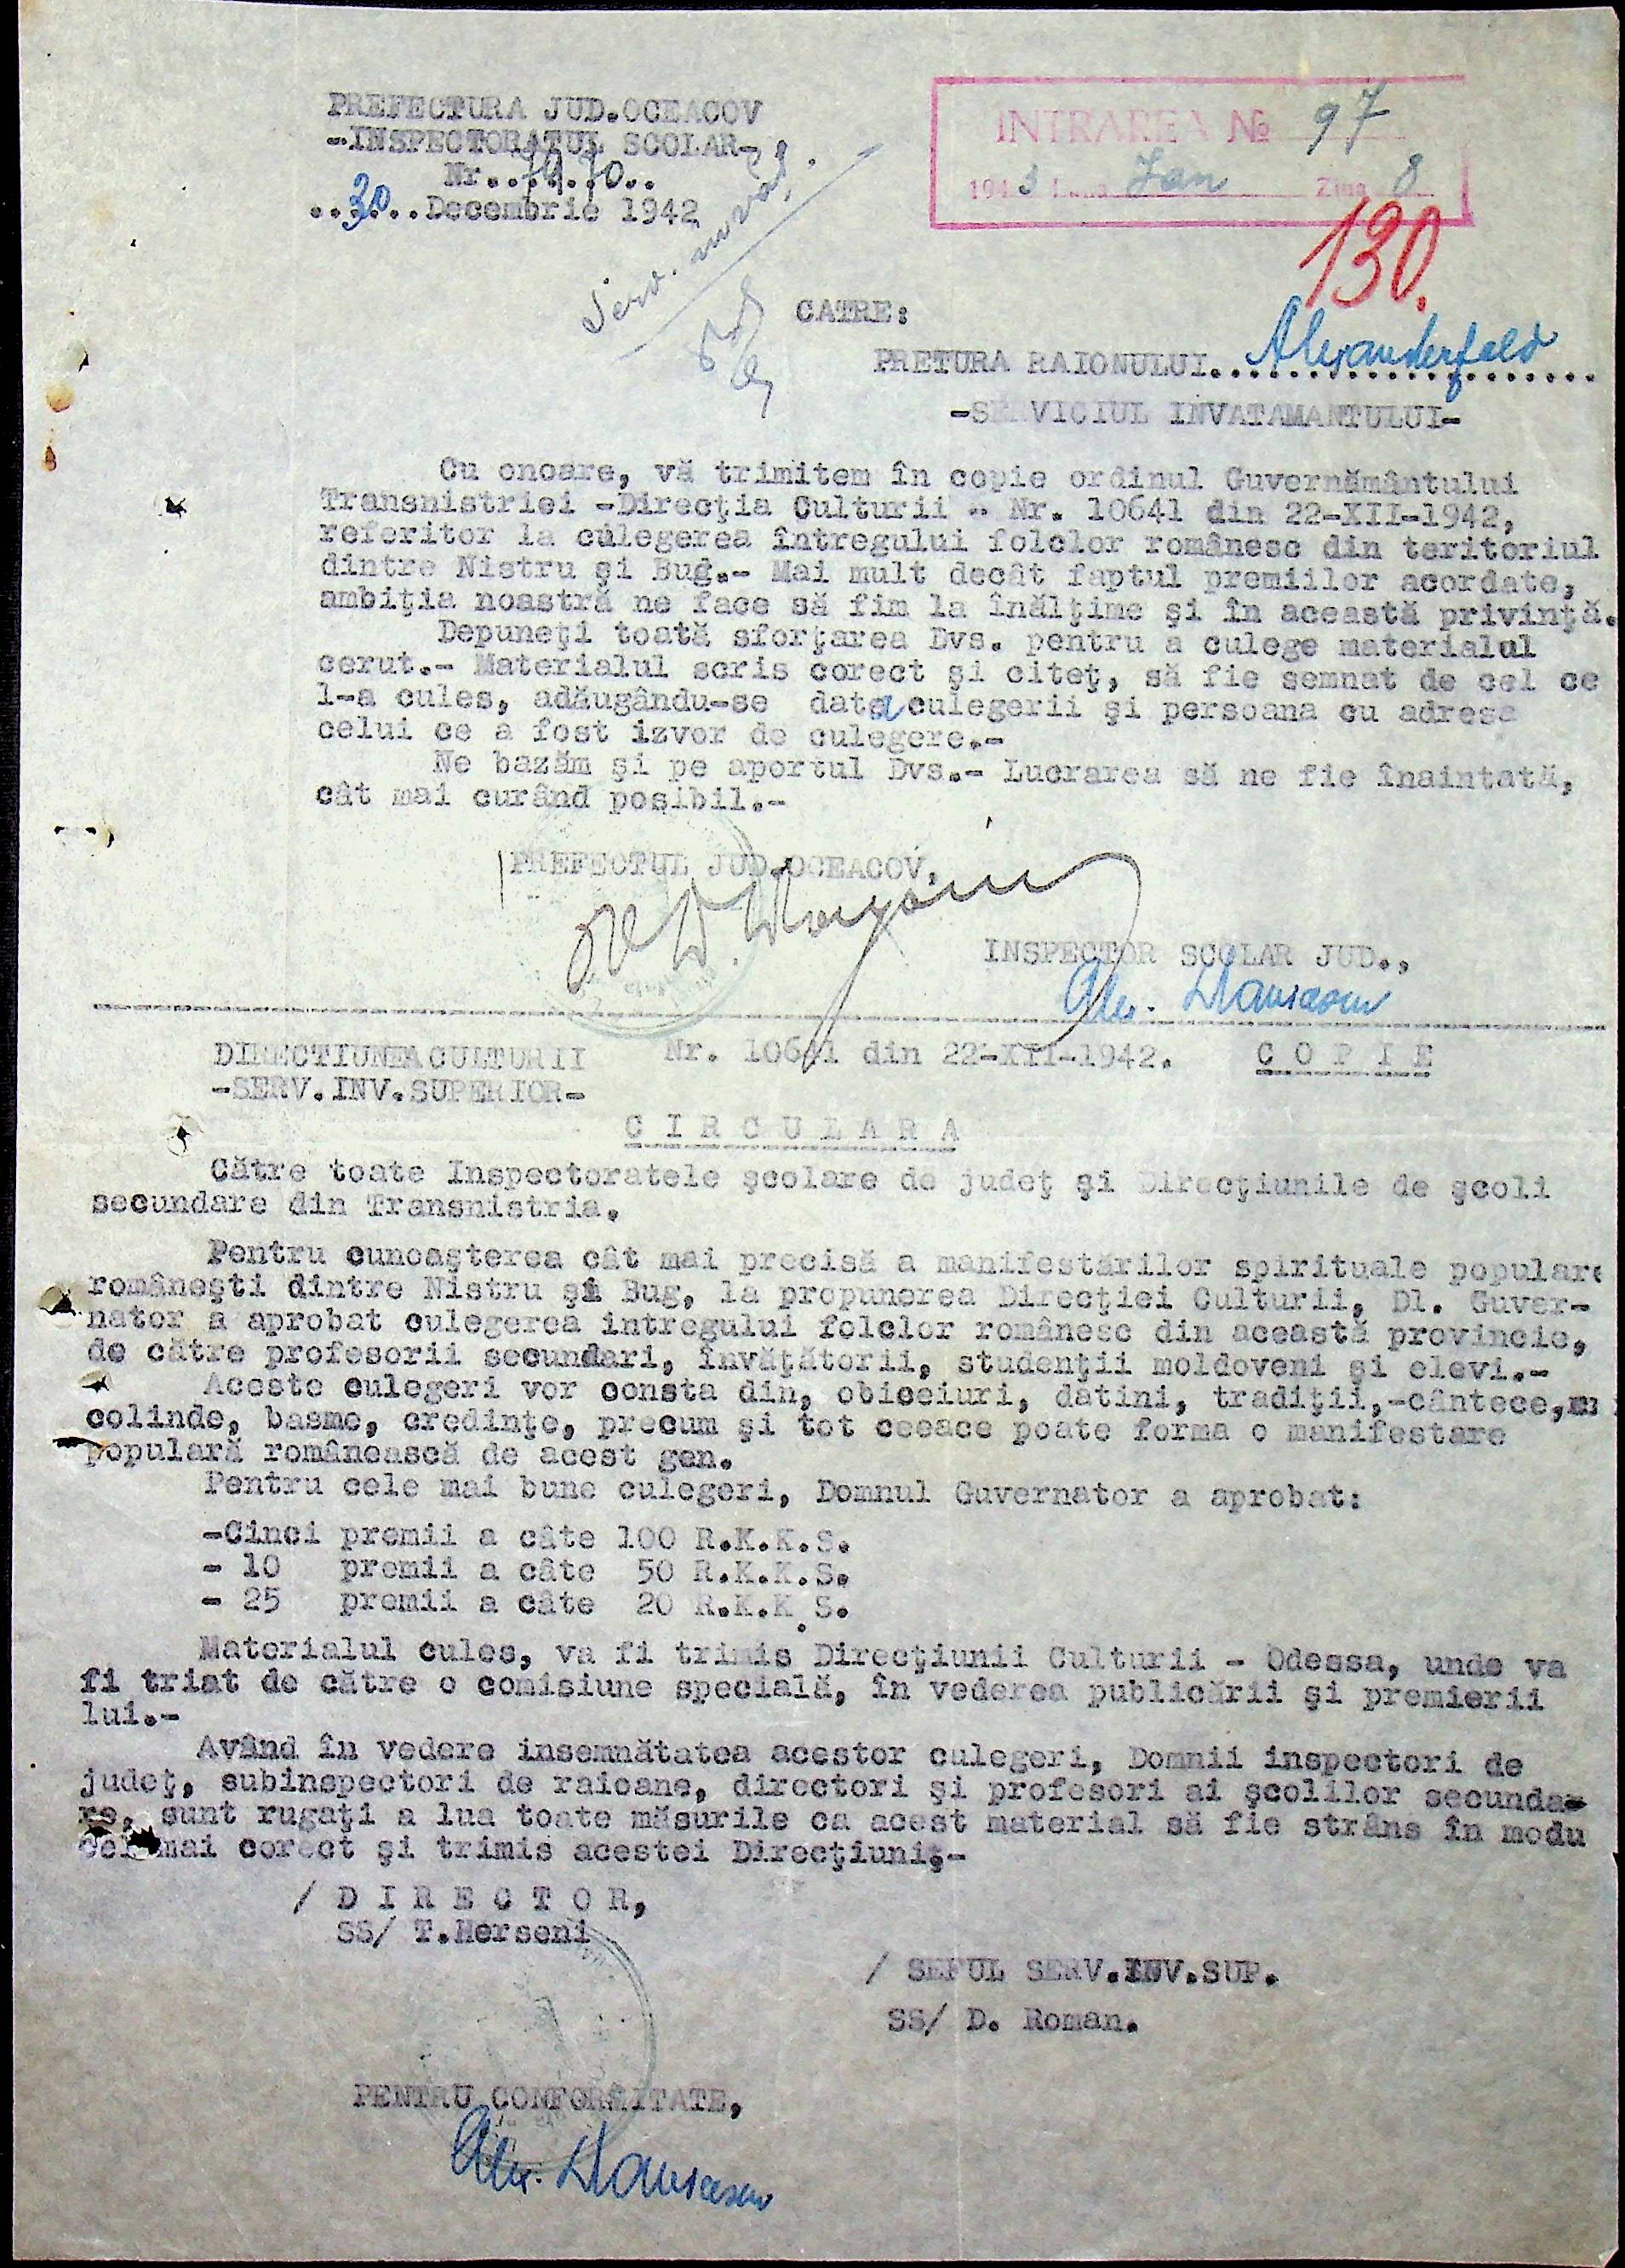 PREFECTURA JUD.OCEACOV
-INSPECTORATUL SCOLAR-
Nr..7970..
..30..Decembrie 1942
INTRAREA № 97
1943 Luna Jan Ziua 8
130.
Serv. învăț.
CATRE:
PRETURA RAIONULUI Alexanderfeld
-SERVICIUL INVATAMANTULUI-
Cu onoare, vă trimitem în copie ordinul Guvernământului
Transnistriei -Direcţia Culturii - Nr. 10641 din 22-XII-1942,
referitor la culegerea întregului folclor românesc din teritoriul
dintre Nistru şi Bug.- Mai mult decât faptul premiilor acordate,
ambiţia noastră ne face să fim la înălţime şi în această privinţă.
Depuneţi toată sforţarea Dvs. pentru a culege materialul
cerut.- Materialul scris corect şi citeţ, să fie semnat de cel ce
l-a cules, adăugându-se data culegerii şi persoana cu adresa
celui ce a fost izvor de culegere.-
Ne bazăm şi pe aportul Dvs.- Lucrarea să ne fie înaintată,
cât mai curând posibil.-
PREFECTUL JUD.OCEACOV,
INSPECTOR SCOLAR JUD.,
Alex.
DIRECTIUNEA CULTURII Nr. 10641 din 22-XII-1942. C O P I E
-SERV.INV.SUPERIOR-
C I R C U L A R A
Către toate Inspectoratele şcolare de judeţ şi Direcţiunile de şcoli
secundare din Transnistria.
Pentru cunoaşterea cât mai precisă a manifestărilor spirituale populare
româneşti dintre Nistru şi Bug, la propunerea Direcţiei Culturii, Dl. Guver-
nator a aprobat culegerea intregului folclor românesc din această provincie,
de către profesorii secundari, învăţătorii, studenţii moldoveni şi elevi.-
Aceste culegeri vor consta din, obiceiuri, datini, tradiţii,-cântece,
colinde, basme, credinţe, precum şi tot ceeace poate forma o manifestare
populară românească de acest gen.
Pentru cele mai bune culegeri, Domnul Guvernator a aprobat:
-Cinci premii a câte 100 R.K.K.S.
- 10 premii a câte 50 R.K.K.S.
- 25 premii a câte 20 R.K.K.S.
Materialul cules, va fi trimis Direcţiunii Culturii - Odessa, unde va
fi triat de către o comisiune specială, în vederea publicării şi premierii
lui.-
Având în vedere insemnătatea acestor culegeri, Domnii inspectori de
judeţ, subinspectori de raioane, directori şi profesori ai şcolilor secunda-
re, sunt rugaţi a lua toate măsurile ca acest material să fie strâns în modu
cel mai corect şi trimis acestei Direcţiuni.-
/ D I R E C T O R,
SS/ T.Herseni
/ SEFUL SERV.INV.SUP.
SS/ D. Roman.
PENTRU CONFORMITATE,
Alex.